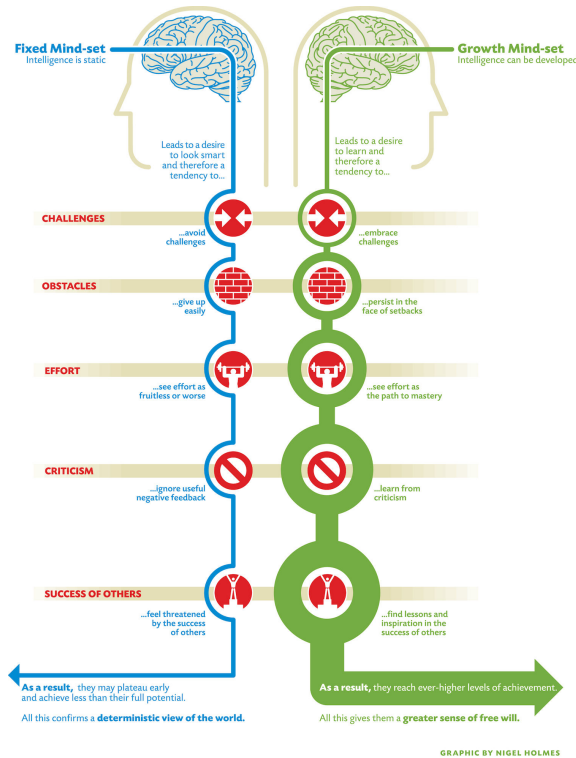 Fixed Mind-set
Intelligence is static
Growth Mind-set
Intelligence can be developed
Leads to a desire
to look smart
and therefore a
tendency to...
Leads to a desire
to learn and
therefore a
tendency to...
CHALLENGES
...avoid
challenges
...embrace
challenges
OBSTACLES
...give up
easily
...persist in the
face of setbacks
EFFORT
...see effort as
fruitless or worse
...see effort as
the path to mastery
CRITICISM
...ignore useful
negative feedback
...learn from
criticism
SUCCESS OF OTHERS
...feel threatened
by the success
of others
...find lessons and
inspiration in the
success of others
As a result, they may plateau early
and achieve less than their full potential.
All this confirms a deterministic view of the world.
As a result, they reach ever-higher levels of achievement.
All this gives them a greater sense of free will.
GRAPHIC BY NIGEL HOLMES